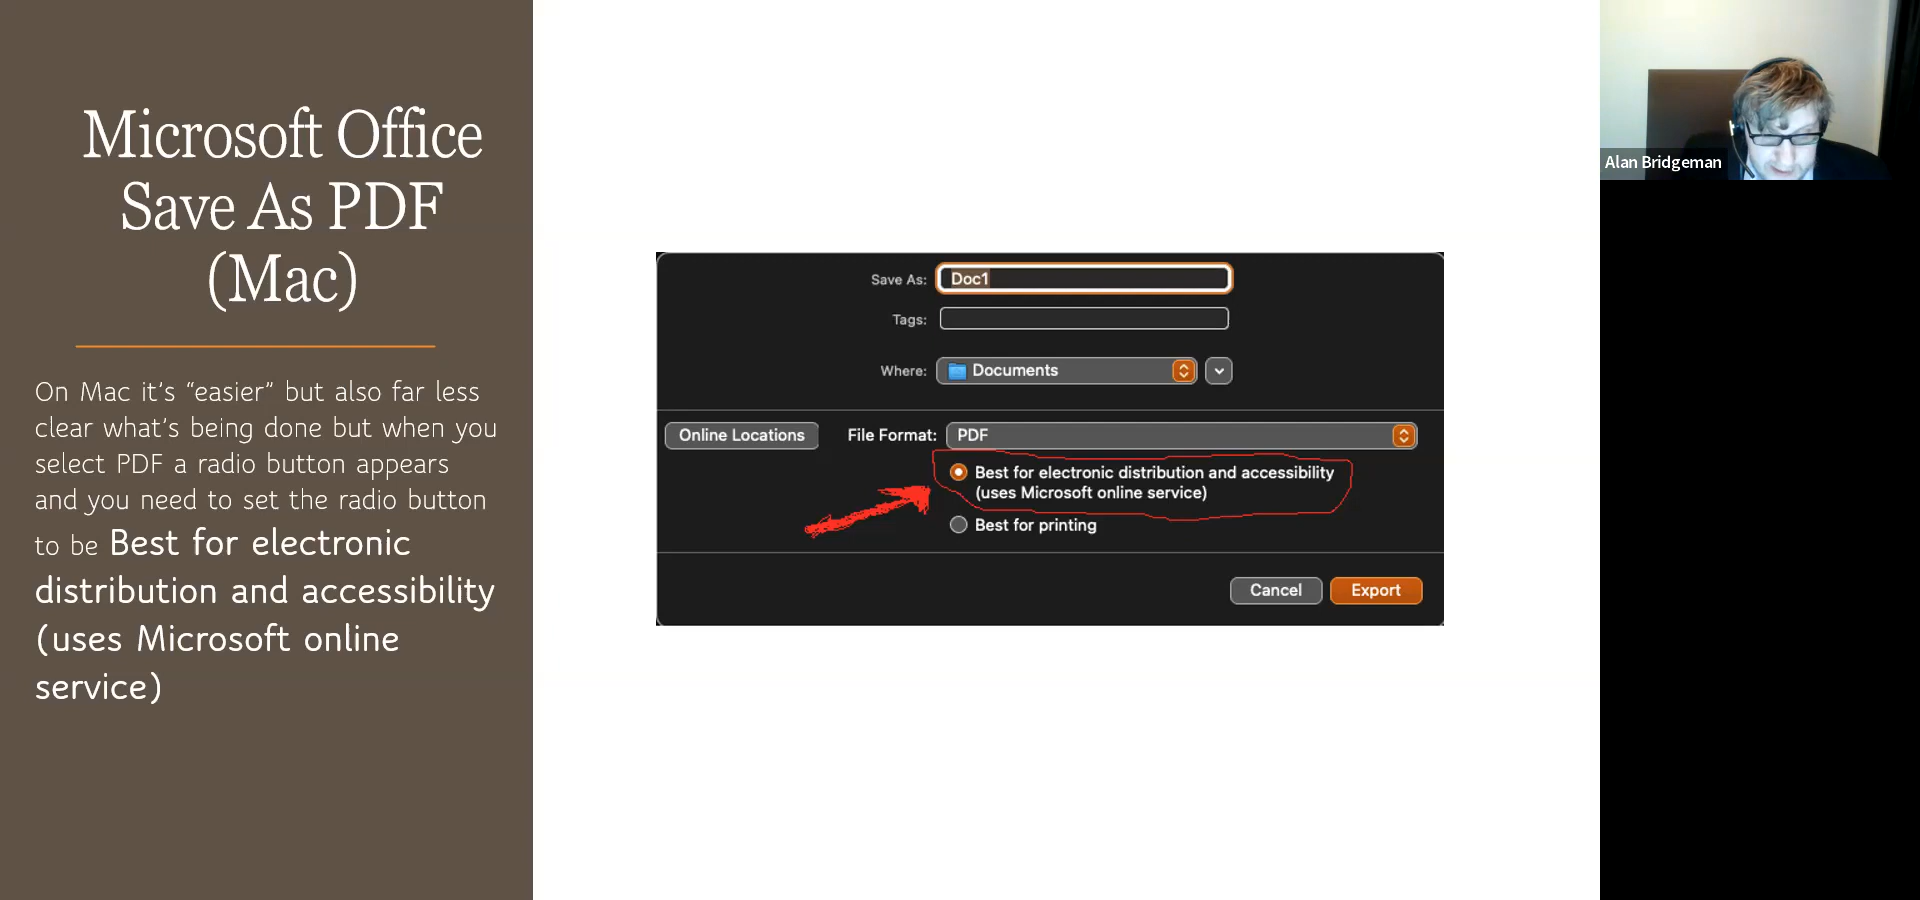 Microsoft Office
Save As PDF
(Mac)
On Mac it's “easier” but also far less
clear what's being done but when you
select PDF a radio button appears
and you need to set the radio button
to be Best for electronic
distribution and accessibility
(uses Microsoft online
service)
Save As: Doc1
Tags:
Where: Documents
Online Locations File Format: PDF
Best for electronic distribution and accessibility
(uses Microsoft online service)
Best for printing
Cancel Export
Alan Bridgeman